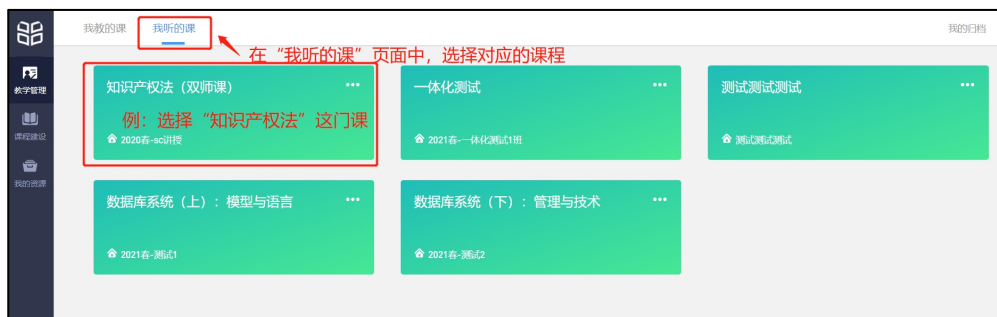 我教的课 我听的课 我的归档
在“我听的课”页面中，选择对应的课程
教学管理
课程建设
我的资源
知识产权法（双师课） •••
例：选择“知识产权法”这门课
2020春-sc讲授
一体化测试 •••
2021春-一体化测试1班
测试测试测试 •••
测试测试测试
数据库系统（上）：模型与语言 •••
2021春-测试1
数据库系统（下）：管理与技术 •••
2021春-测试2